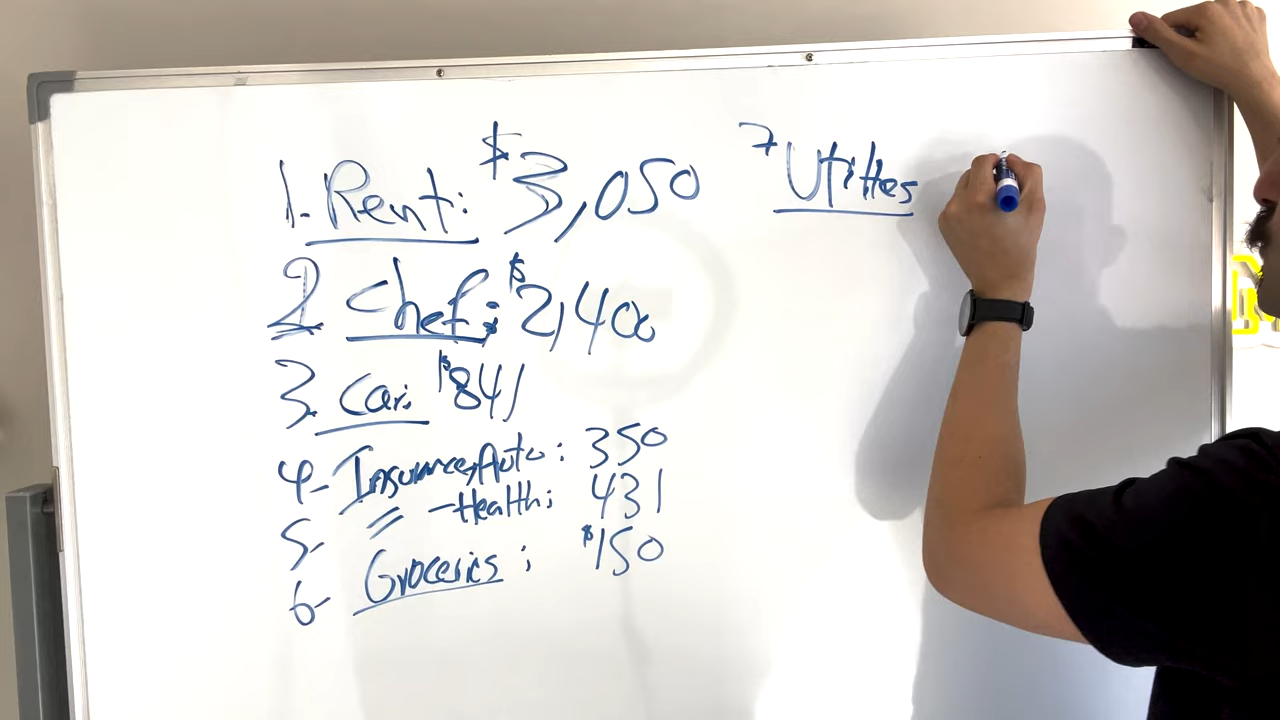 1. Rent: $3,050
2 Chef: $2,400
3. Car: $841
4- Insurance, Auto: 350
5- " -Health: 431
6- Groceries: $150
7 Utilites